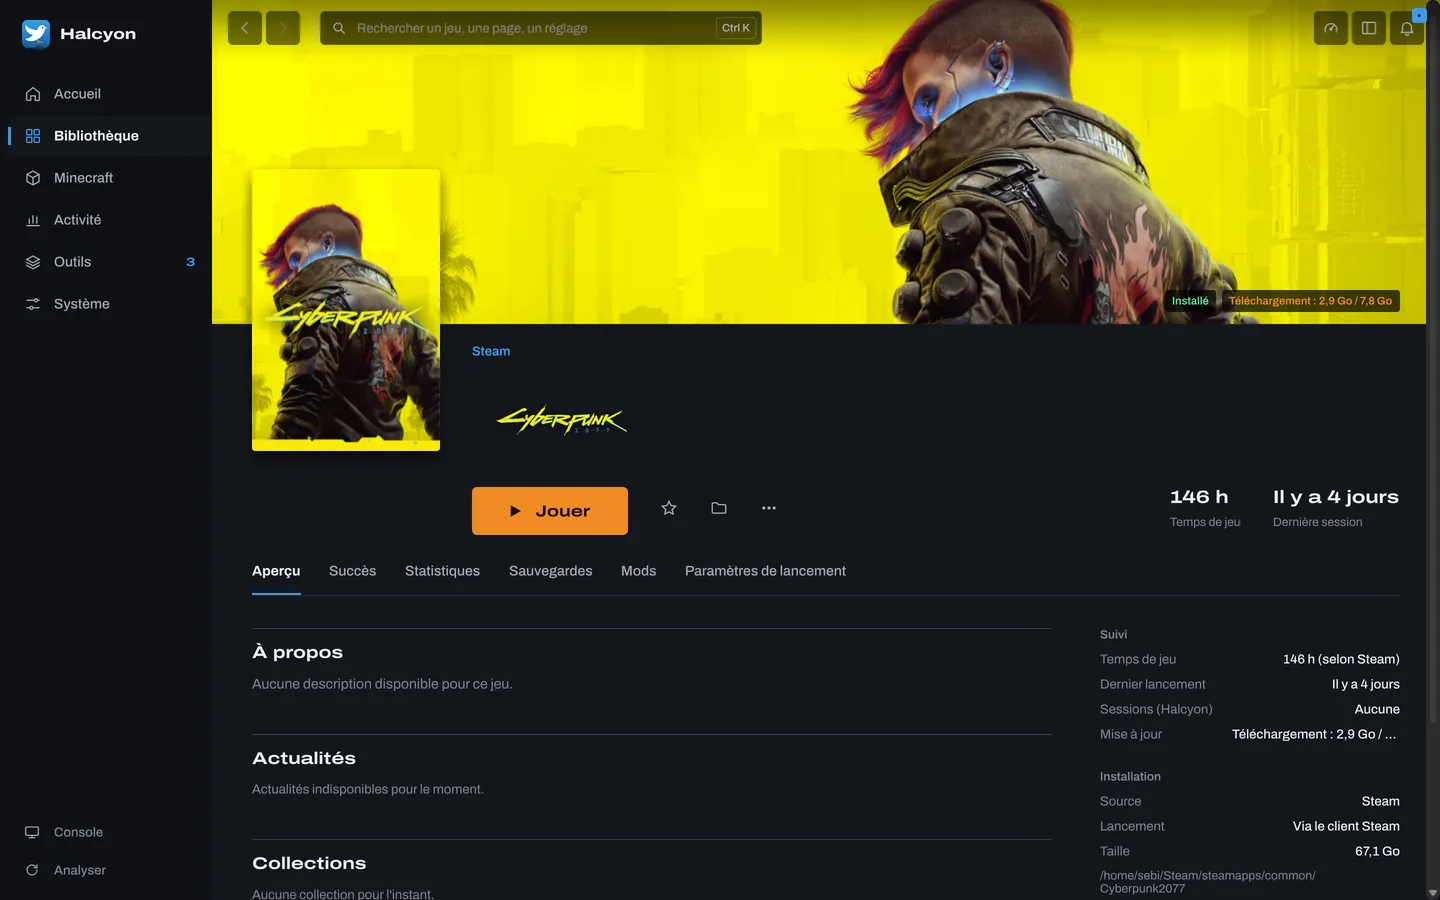 Halcyon
Rechercher un jeu, une page, un réglage
Ctrl K
Accueil
Bibliothèque
Minecraft
Activité
Outils
3
Système
Console
Analyser
SAMURAI
CYBERPUNK
2077
Installé
Téléchargement : 2,9 Go / 7,8 Go
Steam
CYBERPUNK
2077
Jouer
146 h
Temps de jeu
Il y a 4 jours
Dernière session
Aperçu
Succès
Statistiques
Sauvegardes
Mods
Paramètres de lancement
À propos
Aucune description disponible pour ce jeu.
Actualités
Actualités indisponibles pour le moment.
Collections
Aucune collection pour l'instant.
Suivi
Temps de jeu
146 h (selon Steam)
Dernier lancement
Il y a 4 jours
Sessions (Halcyon)
Aucune
Mise à jour
Téléchargement : 2,9 Go / ...
Installation
Source
Steam
Lancement
Via le client Steam
Taille
67,1 Go
/home/sebi/Steam/steamapps/common/
Cyberpunk2077